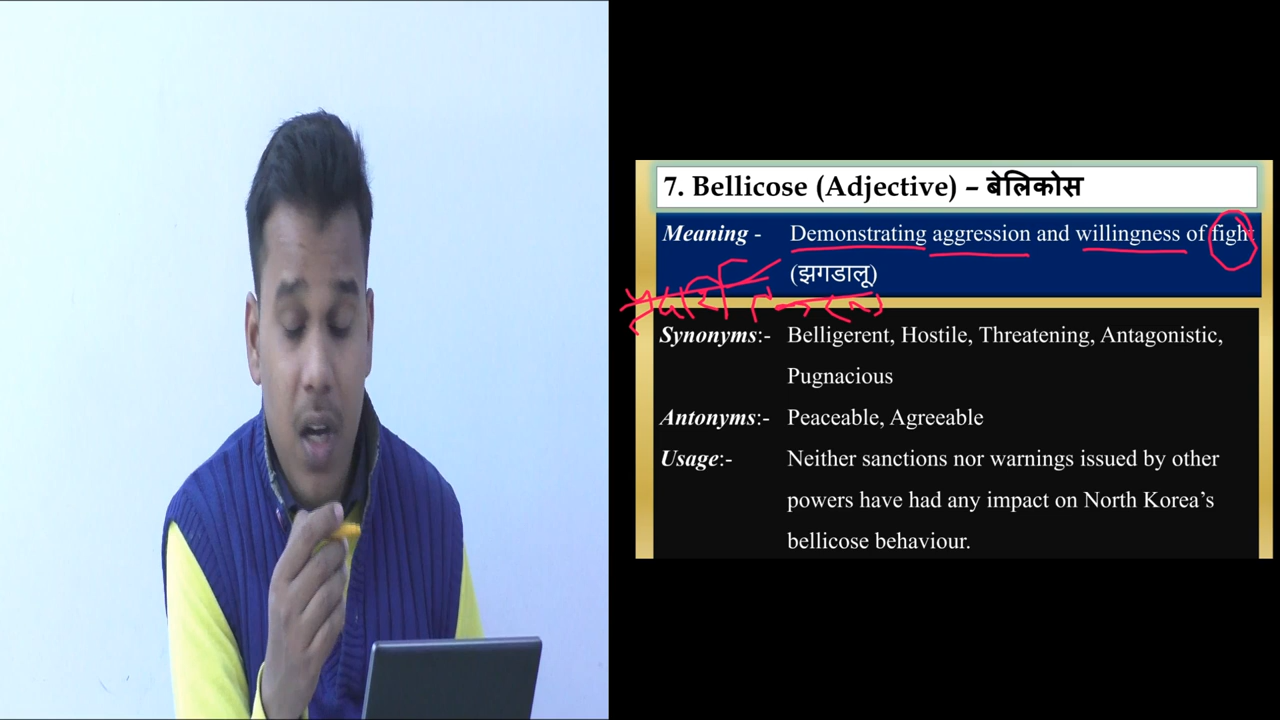 7. Bellicose (Adjective) – बेलिकोस
Meaning - Demonstrating aggression and willingness of fight
(झगडालू)
Synonyms:- Belligerent, Hostile, Threatening, Antagonistic,
Pugnacious
Antonyms:- Peaceable, Agreeable
Usage:- Neither sanctions nor warnings issued by other
powers have had any impact on North Korea’s
bellicose behaviour.